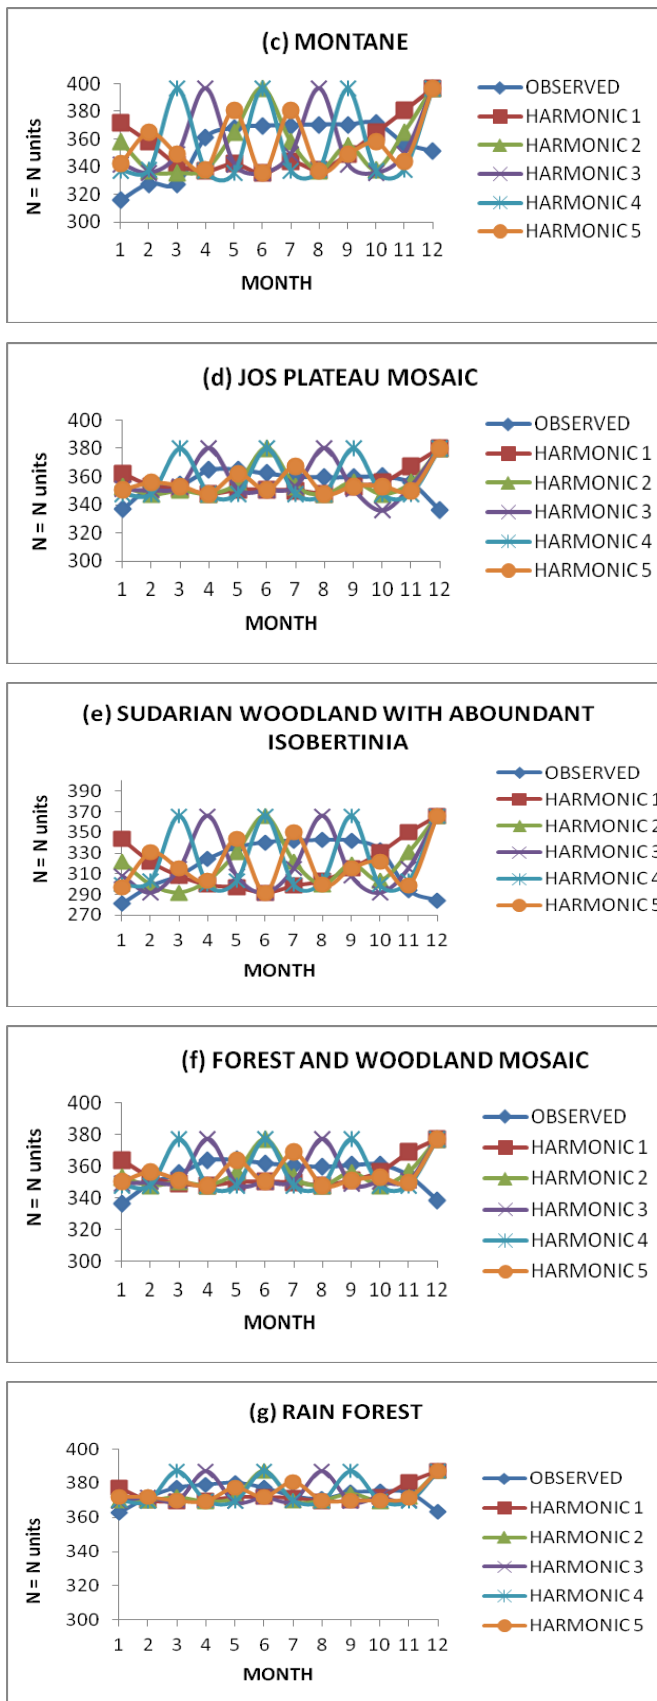 (c) MONTANE
400
380
360
340
320
300
N = N units
1 2 3 4 5 6 7 8 9 10 11 12
MONTH
OBSERVED
HARMONIC 1
HARMONIC 2
HARMONIC 3
HARMONIC 4
HARMONIC 5
(d) JOS PLATEAU MOSAIC
400
380
360
340
320
300
N = N units
1 2 3 4 5 6 7 8 9 10 11 12
MONTH
OBSERVED
HARMONIC 1
HARMONIC 2
HARMONIC 3
HARMONIC 4
HARMONIC 5
(e) SUDARIAN WOODLAND WITH ABOUNDANT
ISOBERTINIA
390
370
350
330
310
290
270
N = N units
1 2 3 4 5 6 7 8 9 10 11 12
MONTH
OBSERVED
HARMONIC 1
HARMONIC 2
HARMONIC 3
HARMONIC 4
HARMONIC 5
(f) FOREST AND WOODLAND MOSAIC
400
380
360
340
320
300
N = N units
1 2 3 4 5 6 7 8 9 10 11 12
MONTH
OBSERVED
HARMONIC 1
HARMONIC 2
HARMONIC 3
HARMONIC 4
HARMONIC 5
(g) RAIN FOREST
400
380
360
340
320
300
N = N units
1 2 3 4 5 6 7 8 9 10 11 12
MONTH
OBSERVED
HARMONIC 1
HARMONIC 2
HARMONIC 3
HARMONIC 4
HARMONIC 5